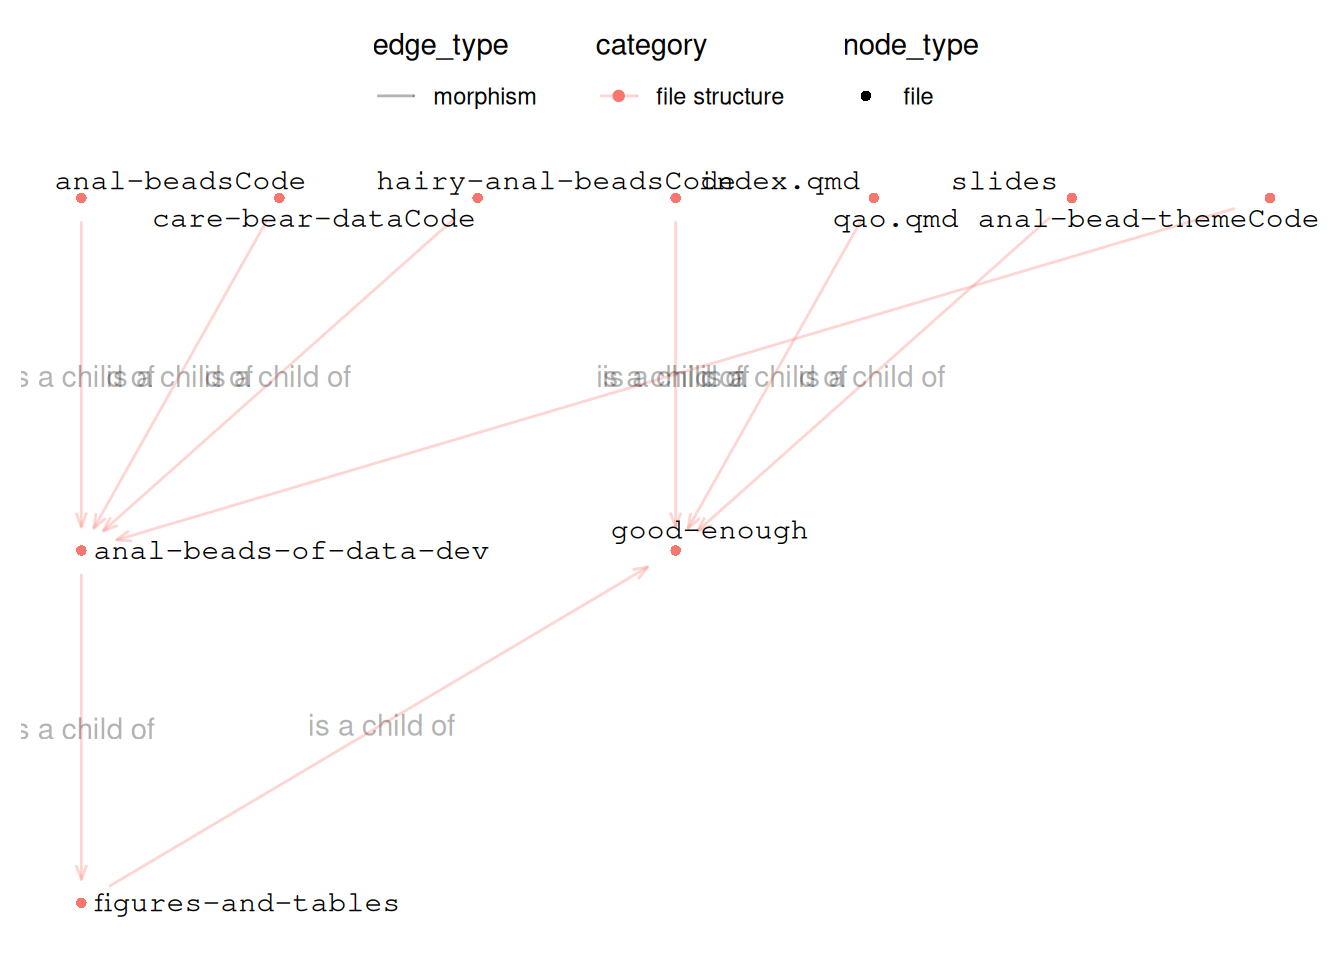 edge_type category node_type
morphism file structure file
anal-beadsCode hairy-anal-beadsCode index.qmd slides
care-bear-dataCode qao.qmd anal-bead-themeCode
s a child of is a child of is a child of is a child of is a child of is a child of is a child of
good-enough
anal-beads-of-data-dev
s a child of is a child of
figures-and-tables